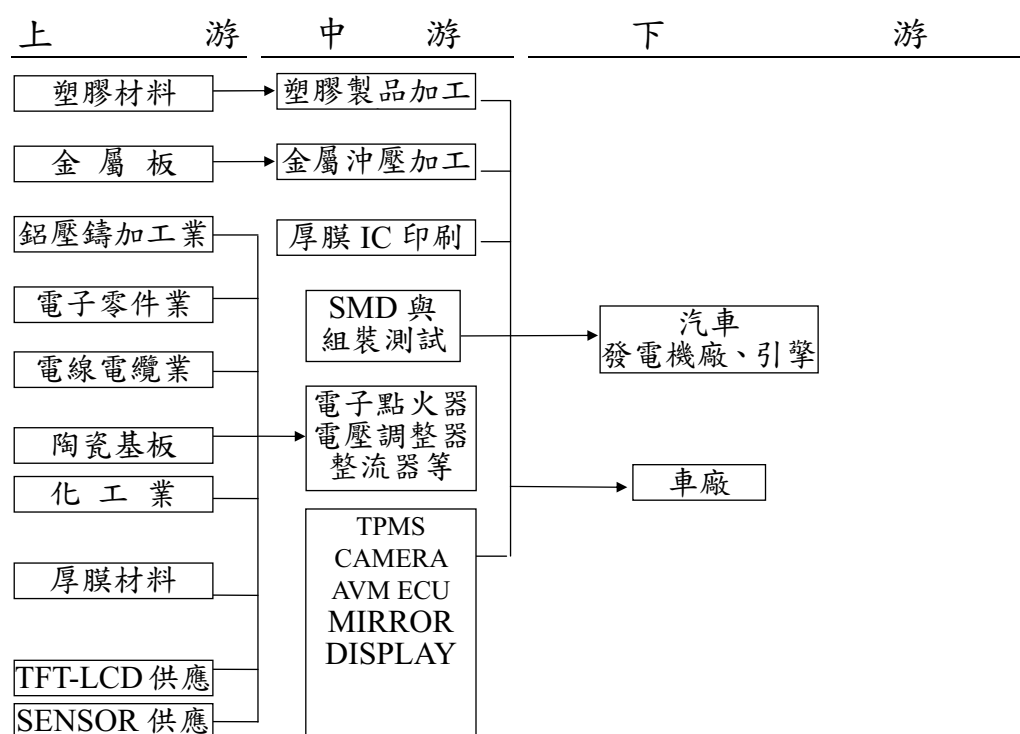 上游 中游 下游
塑膠材料
塑膠製品加工
金屬板
金屬沖壓加工
鋁壓鑄加工業
厚膜 IC 印刷
電子零件業
SMD 與
組裝測試
汽車
發電機廠、引擎
電線電纜業
電子點火器
電壓調整器
整流器等
陶瓷基板
化工業
車廠
TPMS
CAMERA
AVM ECU
MIRROR
DISPLAY
厚膜材料
TFT-LCD 供應
SENSOR 供應